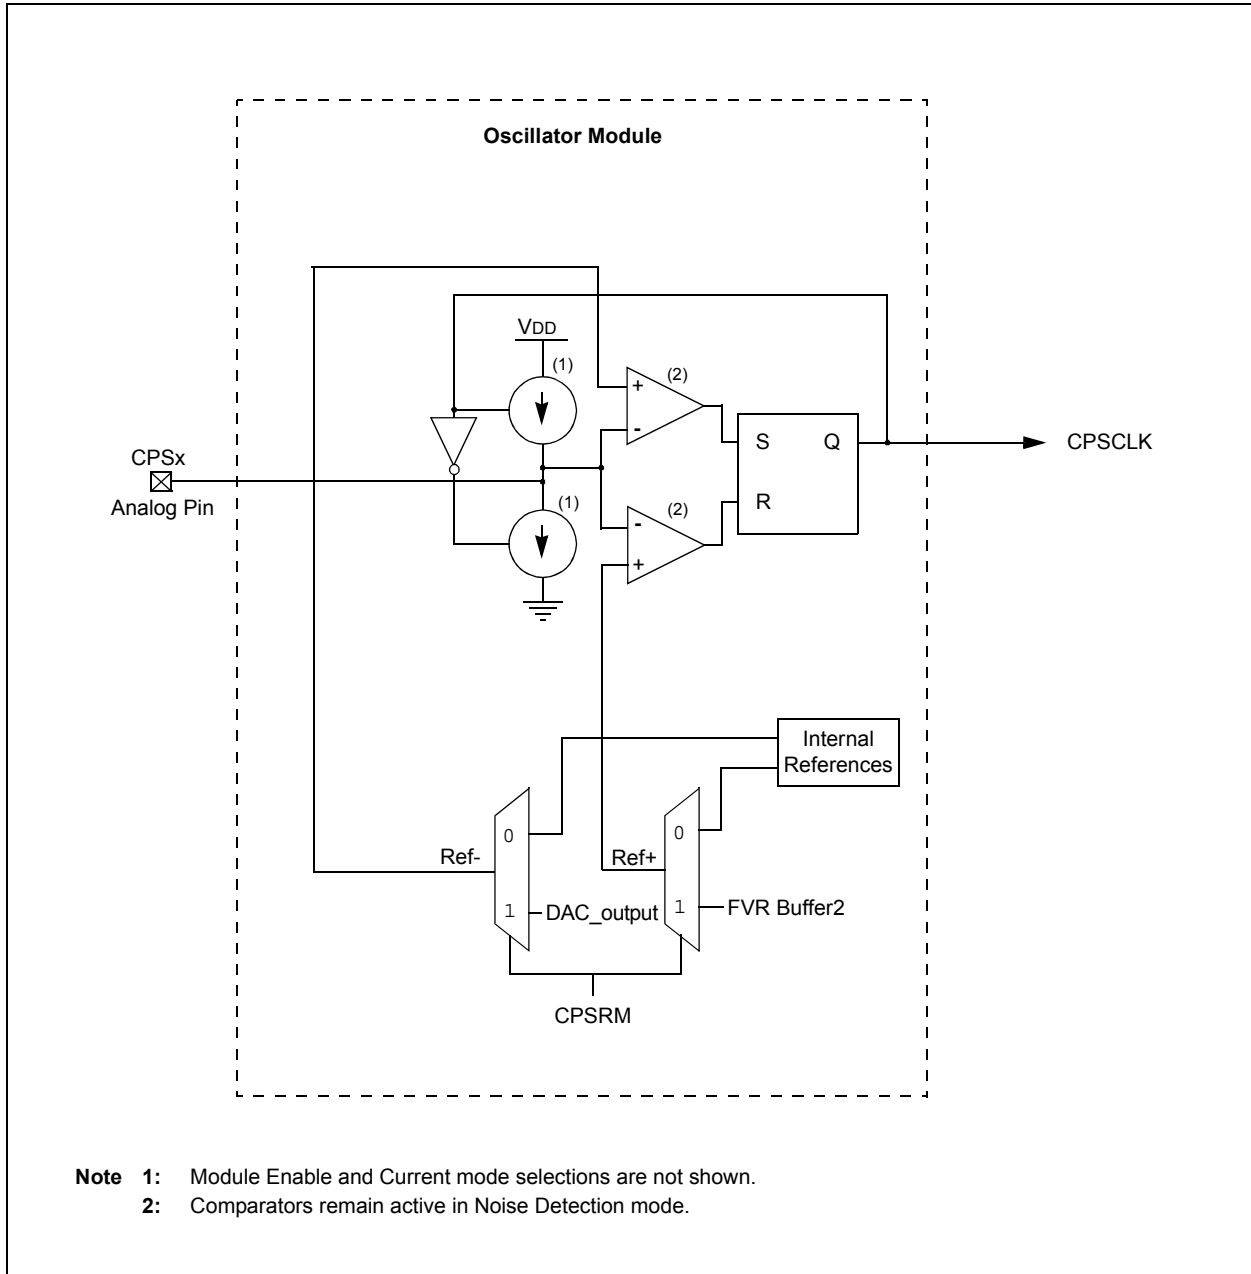 Oscillator Module
VDD
(1)
(2)
+
-
S
Q
CPSCLK
CPSx
Analog Pin
(1)
(2)
R
-
+
Internal
References
0
0
Ref-
Ref+
1
DAC_output
1
FVR Buffer2
CPSRM
Note 1: Module Enable and Current mode selections are not shown.
2: Comparators remain active in Noise Detection mode.